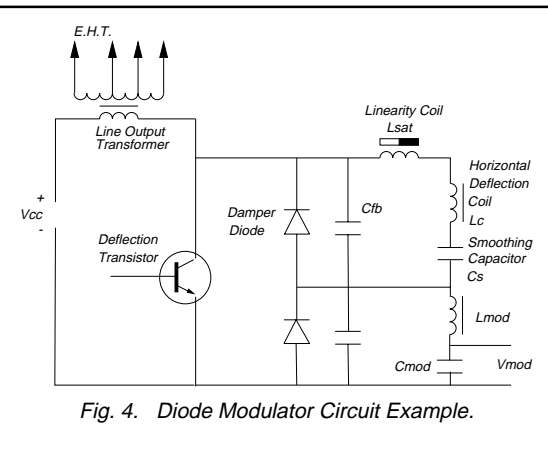 E.H.T.
Line Output
Transformer
Linearity Coil
Lsat
Horizontal
Deflection
Coil
Lc
+
Vcc
-
Damper
Diode
Cfb
Deflection
Transistor
Smoothing
Capacitor
Cs
Lmod
Cmod
Vmod
Fig. 4. Diode Modulator Circuit Example.